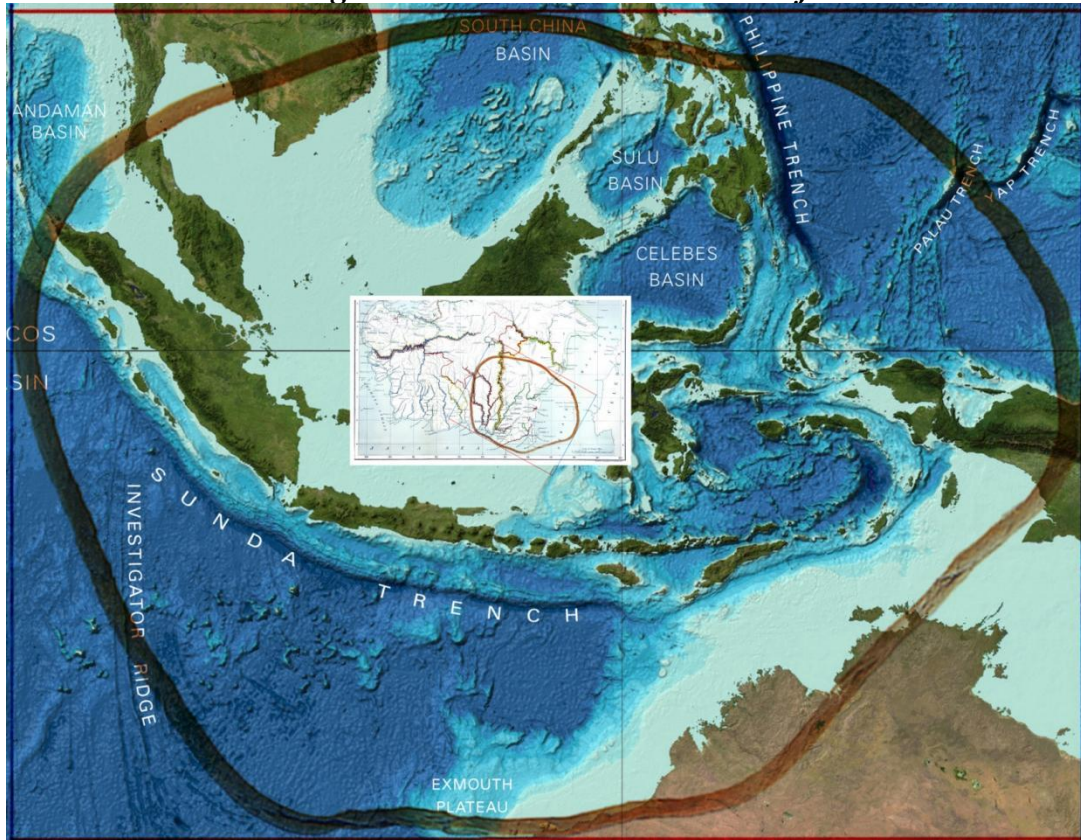 SOUTH CHINA
BASIN
ANDAMAN
BASIN
PHILIPPINE TRENCH
SULU
BASIN
PALAU TRENCH
YAP TRENCH
CELEBES
BASIN
COS
SIN
SUNDA TRENCH
INVESTIGATOR RIDGE
EXMOUTH
PLATEAU